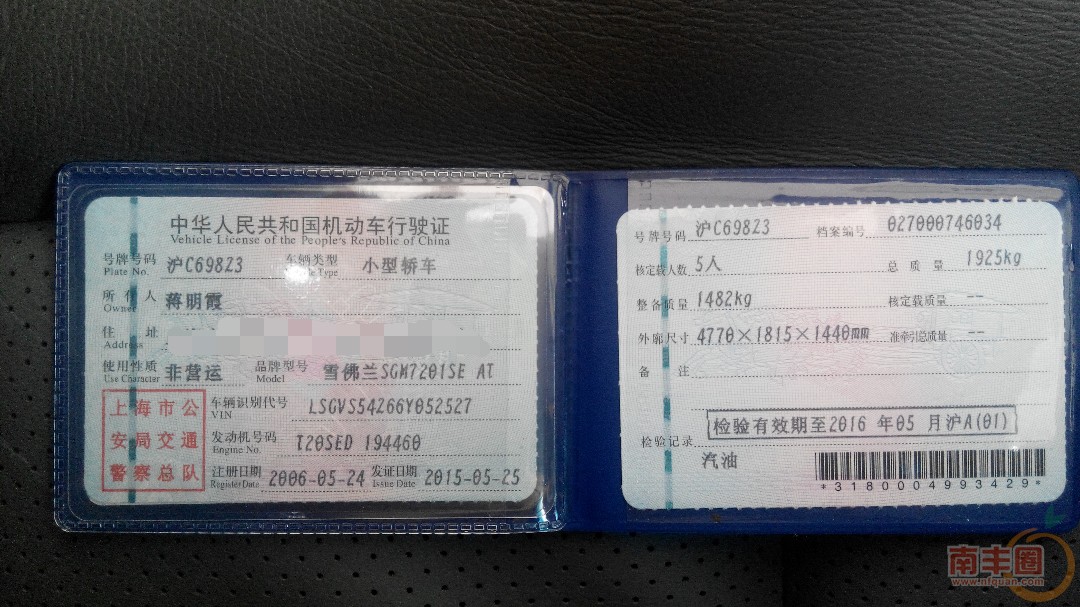 中华人民共和国机动车行驶证
Vehicle License of the People's Republic of China
号牌号码 沪C698Z3 车辆类型 小型轿车
Plate No. Type
所有人 蒋明霞
Owner
住址
Address
使用性质 非营运 品牌型号 雪佛兰SGM7201SE AT
Use Character Model
上海市公
安局交通
警察总队
车辆识别代号 LSGVS54Z66Y052527
VIN
发动机号码 T20SED 194460
Engine No.
注册日期 2006-05-24 发证日期 2015-05-25
Register Date Issue Date
号牌号码 沪C698Z3 档案编号 027000746034
核定载人数 5人 总质量 1925kg
整备质量 1482kg 核定载质量 --
外廓尺寸 4770×1815×1440mm 准牵引总质量 --
备注
检验有效期至2016 年05 月沪A(01)
检验记录
汽油
*3180004993429*
南丰圈
www.nfquan.com